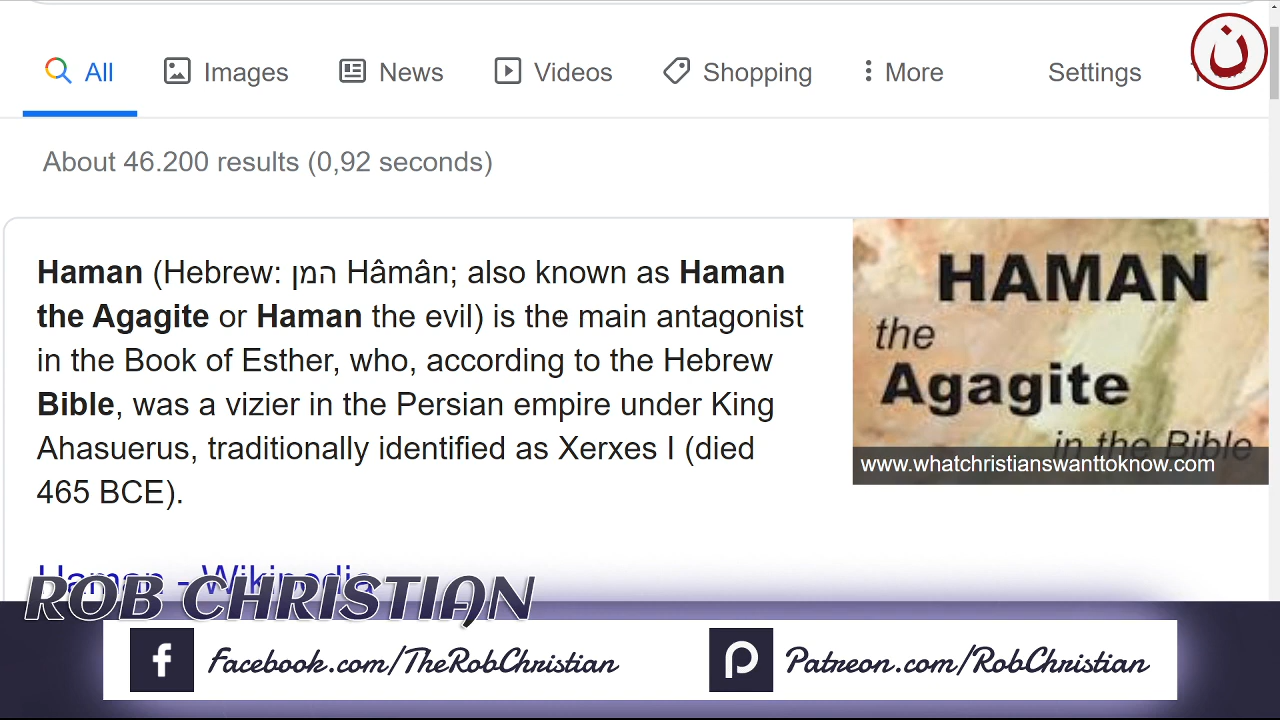 All Images News Videos Shopping More Settings
ن
About 46.200 results (0,92 seconds)
Haman (Hebrew: המן Hâmân; also known as Haman
the Agagite or Haman the evil) is the main antagonist
in the Book of Esther, who, according to the Hebrew
Bible, was a vizier in the Persian empire under King
Ahasuerus, traditionally identified as Xerxes I (died
465 BCE).
HAMAN
the
Agagite
in the Bible
www.whatchristianswanttoknow.com
Haman - Wikipedia
ROB CHRISTIAN
Facebook.com/TheRobChristian
Patreon.com/RobChristian